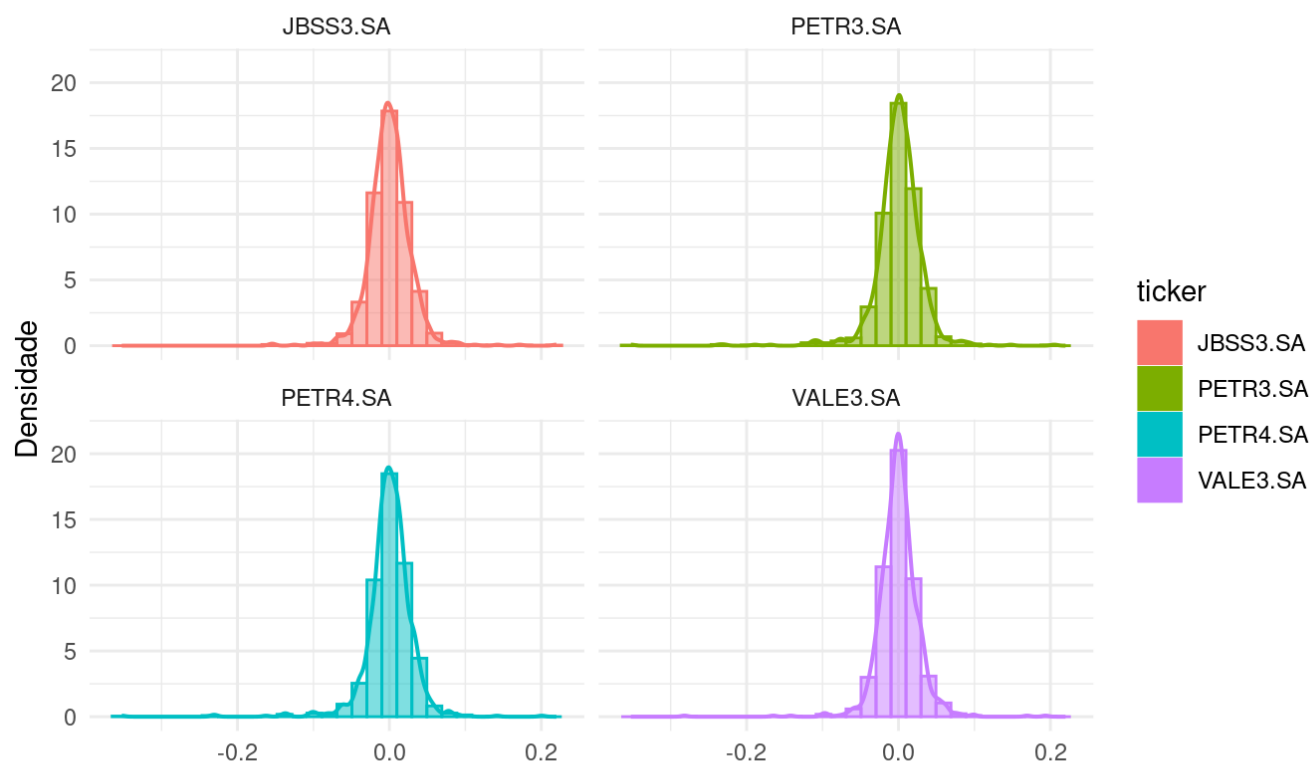 JBSS3.SA
PETR3.SA
20
15
10
5
0
PETR4.SA
VALE3.SA
20
15
10
5
0
-0.2 0.0 0.2
-0.2 0.0 0.2
Densidade
ticker
JBSS3.SA
PETR3.SA
PETR4.SA
VALE3.SA